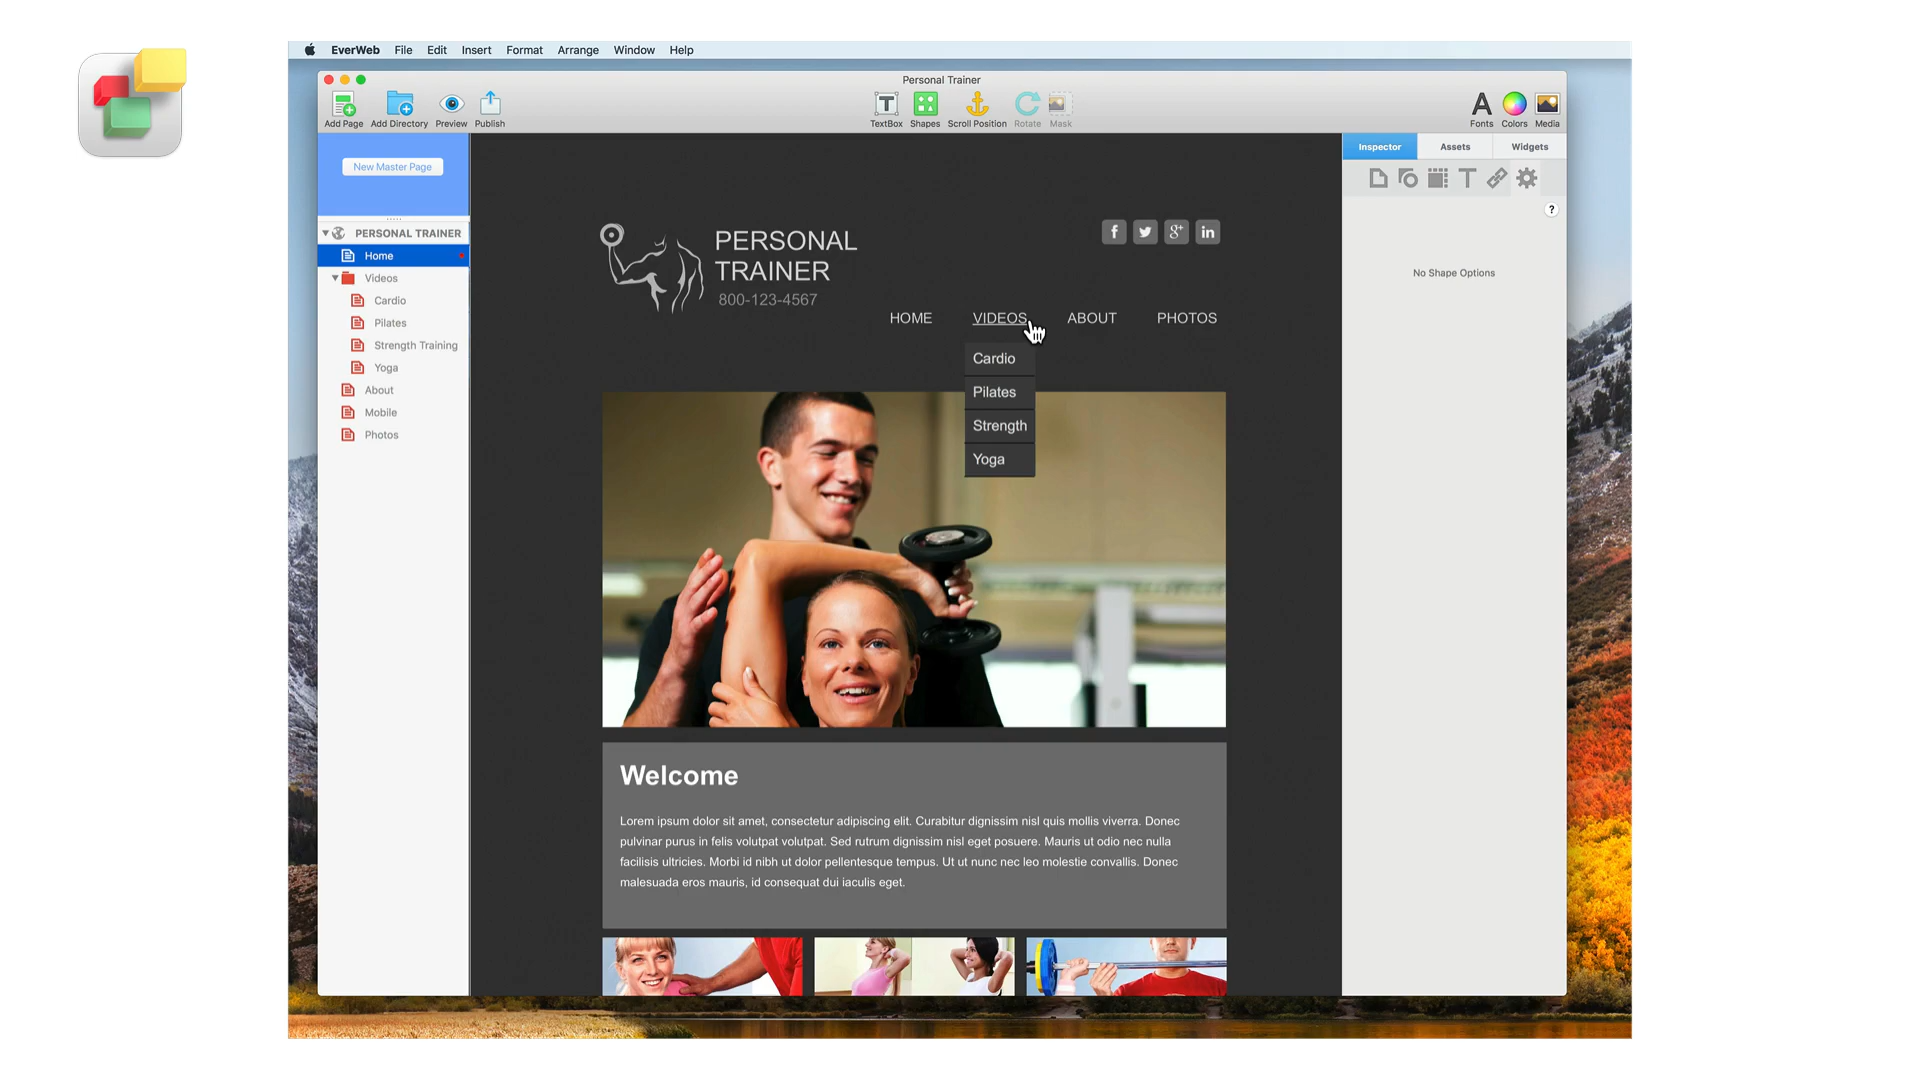 EverWeb File Edit Insert Format Arrange Window Help
Personal Trainer
Add Page Add Directory Preview Publish
TextBox Shapes Scroll Position Rotate Mask
Fonts Colors Media
New Master Page
PERSONAL TRAINER
Home
Videos
Cardio
Pilates
Strength Training
Yoga
About
Mobile
Photos
PERSONAL
TRAINER
800-123-4567
f g+ in
HOME VIDEOS ABOUT PHOTOS
Cardio
Pilates
Strength
Yoga
Welcome
Lorem ipsum dolor sit amet, consectetur adipiscing elit. Curabitur dignissim nisl quis mollis viverra. Donec
pulvinar purus in felis volutpat volutpat. Sed rutrum dignissim nisl eget posuere. Mauris ut odio nec nulla
facilisis ultricies. Morbi id nibh ut dolor pellentesque tempus. Ut ut nunc nec leo molestie convallis. Donec
malesuada eros mauris, id consequat dui iaculis eget.
Inspector Assets Widgets
?
No Shape Options